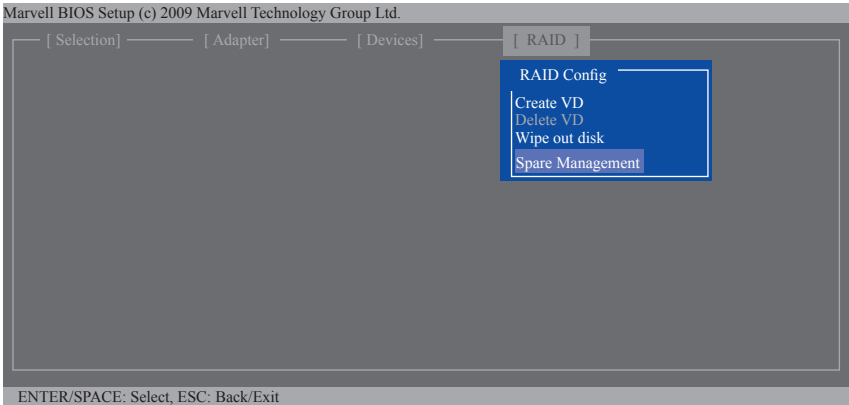 Marvell BIOS Setup (c) 2009 Marvell Technology Group Ltd.
[ Selection] [ Adapter] [ Devices] [ RAID ]
RAID Config
Create VD
Delete VD
Wipe out disk
Spare Management
ENTER/SPACE: Select, ESC: Back/Exit